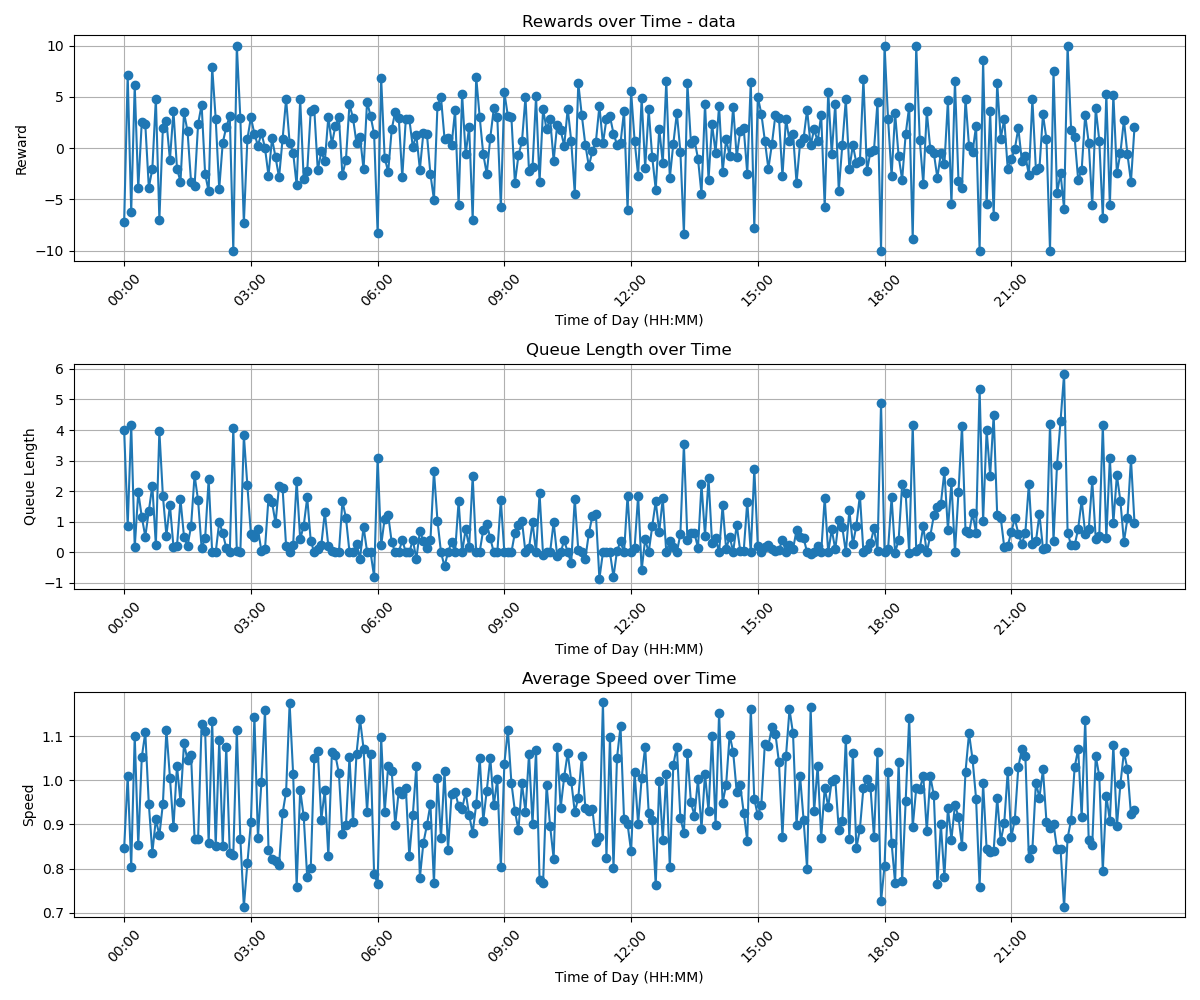 Rewards over Time - data
10
5
0
−5
−10
Reward
00:00 03:00 06:00 09:00 12:00 15:00 18:00 21:00
Time of Day (HH:MM)
Queue Length over Time
6
5
4
3
2
1
0
−1
Queue Length
00:00 03:00 06:00 09:00 12:00 15:00 18:00 21:00
Time of Day (HH:MM)
Average Speed over Time
1.1
1.0
0.9
0.8
0.7
Speed
00:00 03:00 06:00 09:00 12:00 15:00 18:00 21:00
Time of Day (HH:MM)